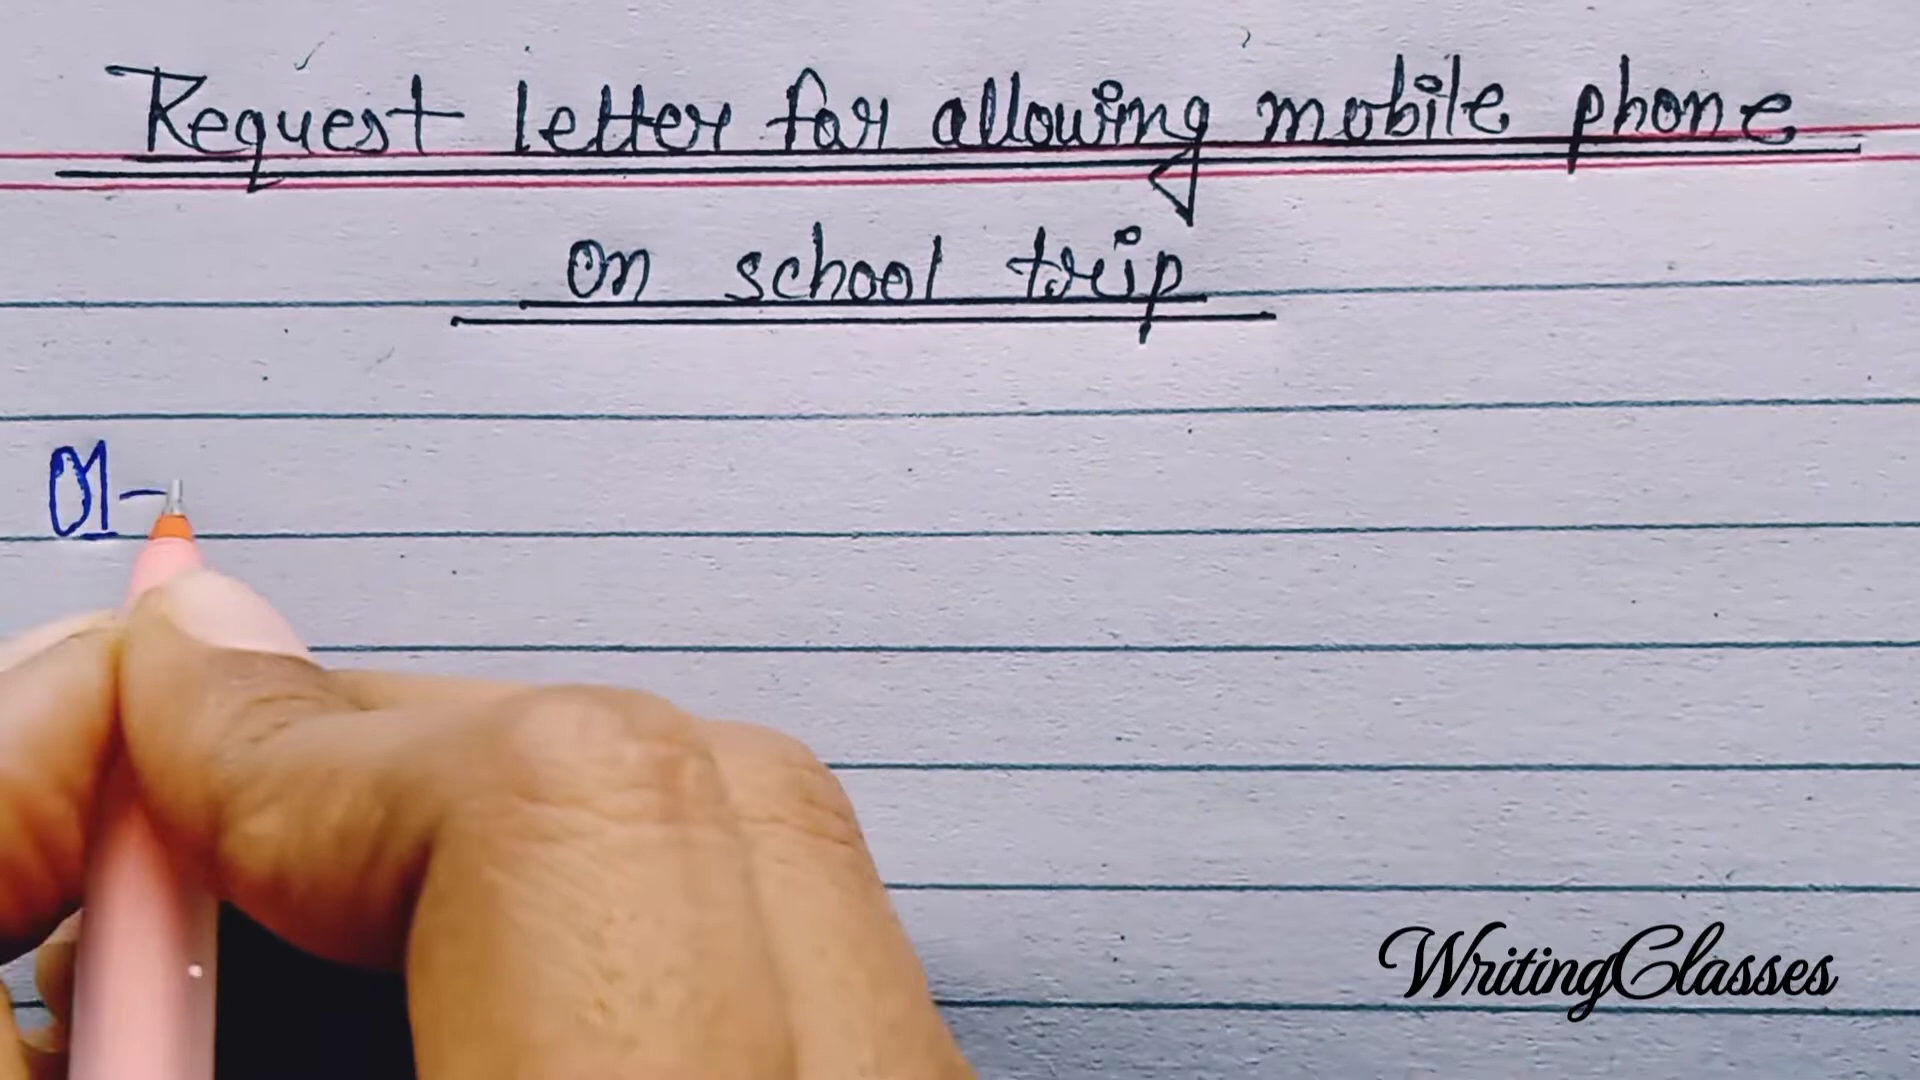 Request letter for allowing mobile phone
on school trip
01-
WritingClasses